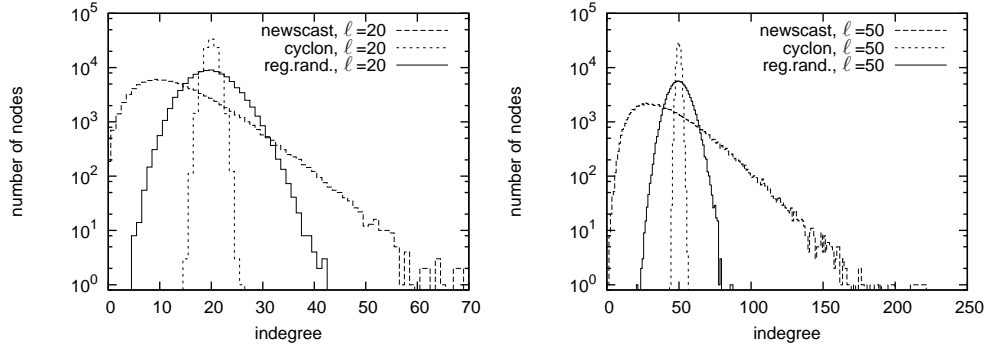 10^5
10^4
10^3
10^2
10^1
10^0
number of nodes
newscast, ℓ=20
cyclon, ℓ=20
reg.rand., ℓ=20
0 10 20 30 40 50 60 70
indegree
10^5
10^4
10^3
10^2
10^1
10^0
number of nodes
newscast, ℓ=50
cyclon, ℓ=50
reg.rand., ℓ=50
0 50 100 150 200 250
indegree